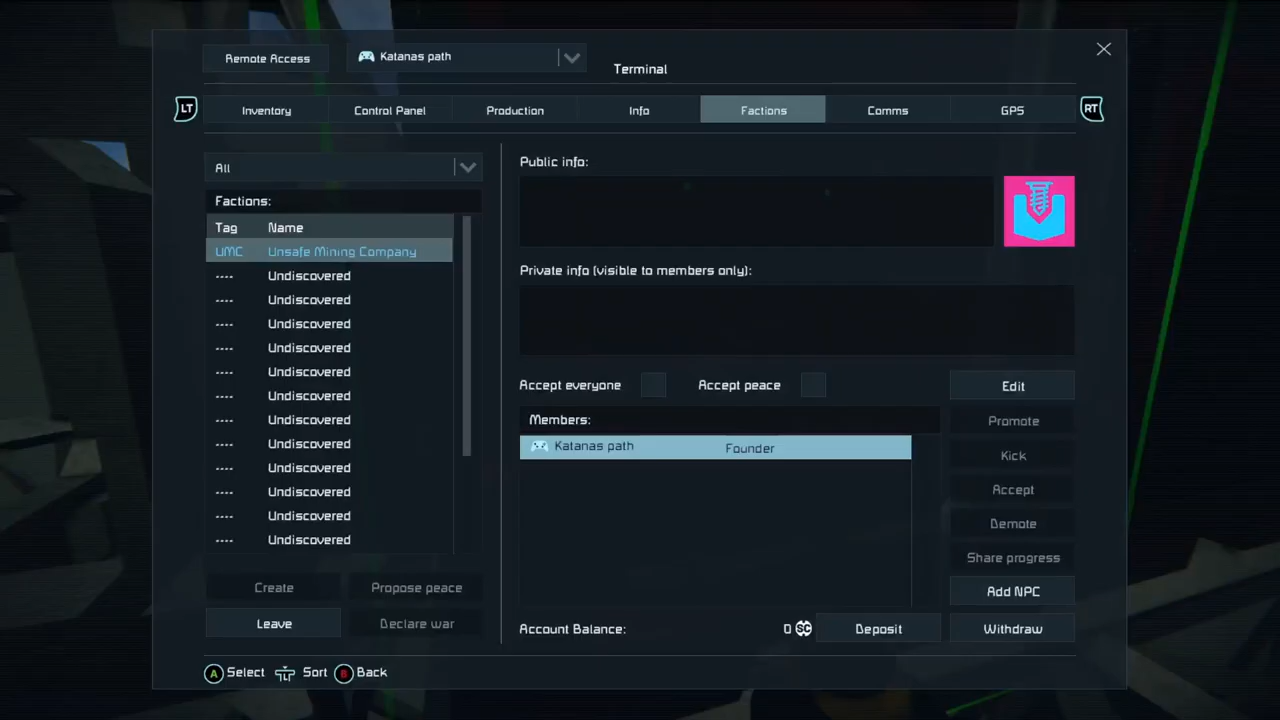 Remote Access
Katanas path
Terminal
LT
Inventory
Control Panel
Production
Info
Factions
Comms
GPS
RT
All
Factions:
Tag Name
UMC Unsafe Mining Company
---- Undiscovered
---- Undiscovered
---- Undiscovered
---- Undiscovered
---- Undiscovered
---- Undiscovered
---- Undiscovered
---- Undiscovered
---- Undiscovered
---- Undiscovered
---- Undiscovered
---- Undiscovered
Create
Propose peace
Leave
Declare war
Public info:
Private info (visible to members only):
Accept everyone
Accept peace
Edit
Members:
Katanas path Founder
Promote
Kick
Accept
Demote
Share progress
Add NPC
Account Balance:
0 SC
Deposit
Withdraw
A Select
Sort
B Back